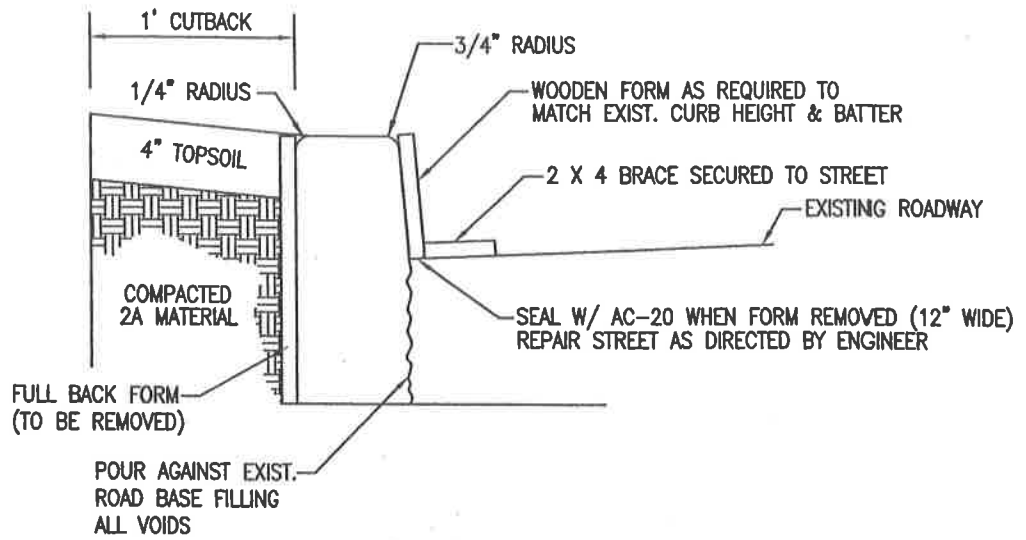 1' CUTBACK
3/4" RADIUS
1/4" RADIUS
WOODEN FORM AS REQUIRED TO
MATCH EXIST. CURB HEIGHT & BATTER
4" TOPSOIL
2 X 4 BRACE SECURED TO STREET
EXISTING ROADWAY
COMPACTED
2A MATERIAL
SEAL W/ AC-20 WHEN FORM REMOVED (12" WIDE)
REPAIR STREET AS DIRECTED BY ENGINEER
FULL BACK FORM
(TO BE REMOVED)
POUR AGAINST EXIST.
ROAD BASE FILLING
ALL VOIDS